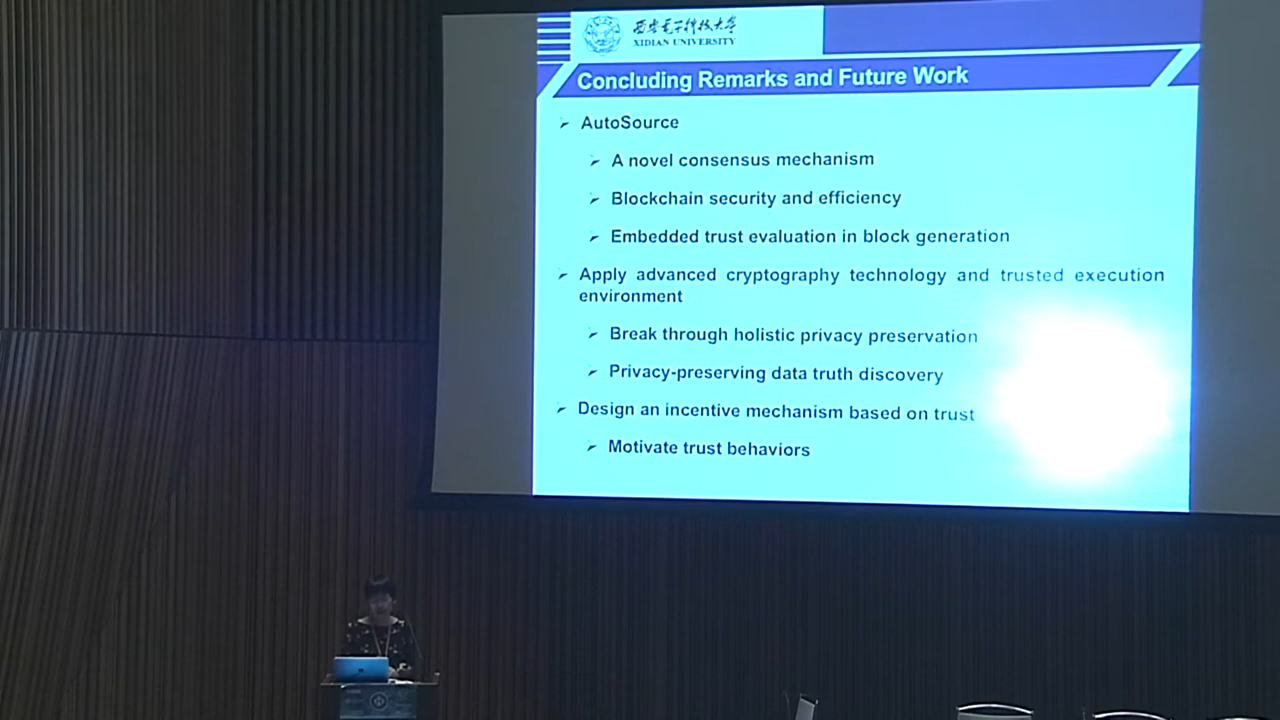 西安电子科技大学
XIDIAN UNIVERSITY
Concluding Remarks and Future Work
AutoSource
A novel consensus mechanism
Blockchain security and efficiency
Embedded trust evaluation in block generation
Apply advanced cryptography technology and trusted execution
environment
Break through holistic privacy preservation
Privacy-preserving data truth discovery
Design an incentive mechanism based on trust
Motivate trust behaviors